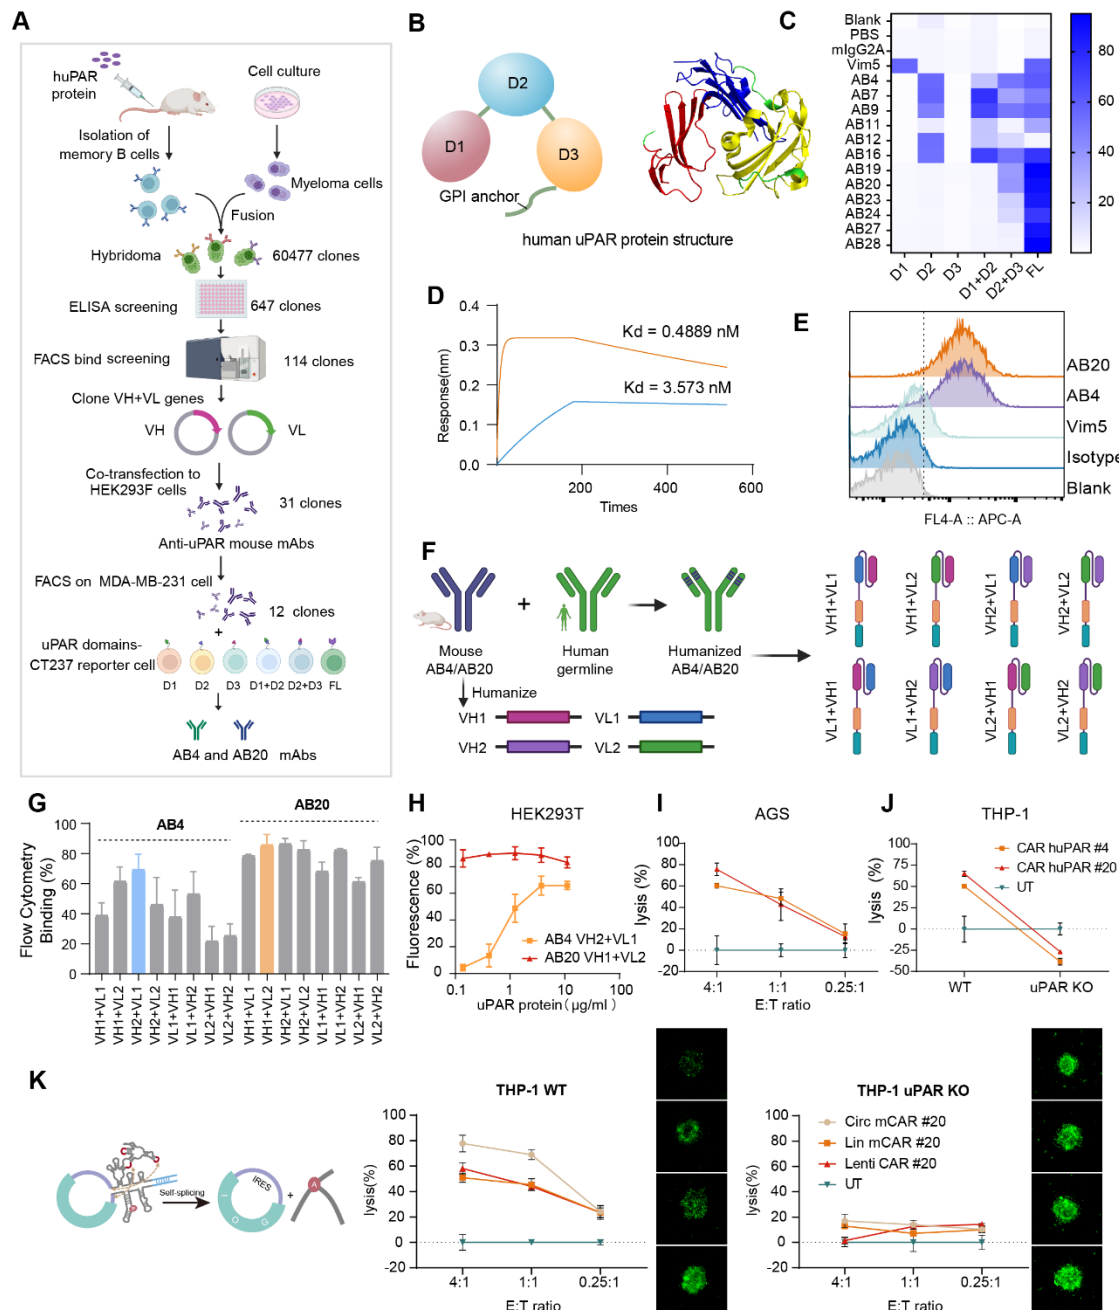 A
huPAR
protein
Cell culture
Isolation of
memory B cells
Myeloma cells
Fusion
Hybridoma
60477 clones
ELISA screening
647 clones
FACS bind screening
114 clones
Clone VH+VL genes
VH
VL
Co-transfection to
HEK293F cells
31 clones
Anti-uPAR mouse mAbs
FACS on MDA-MB-231 cell
12 clones
+
uPAR domains-
CT237 reporter cell
D1 D2 D3 D1+D2 D2+D3 FL
AB4 and AB20 mAbs
B
D2
D1
D3
GPI anchor
human uPAR protein structure
C
Blank
PBS
mIgG2A
Vim5
AB4
AB7
AB9
AB11
AB12
AB16
AB19
AB20
AB23
AB24
AB27
AB28
D1 D2 D3 D1+D2 D2+D3 FL
80
60
40
20
D
Response(nm)
0.4
0.3
0.2
0.1
0.0
Kd = 0.4889 nM
Kd = 3.573 nM
200 400 600
Times
E
AB20
AB4
Vim5
Isotype
Blank
FL4-A :: APC-A
F
+
Mouse
AB4/AB20
Human
germline
Humanized
AB4/AB20
Humanize
VH1
VL1
VH2
VL2
VH1+VL1
VH1+VL2
VH2+VL1
VH2+VL2
VL1+VH1
VL1+VH2
VL2+VH1
VL2+VH2
G
AB4
AB20
Flow Cytometry
Binding (%)
100
80
60
40
20
0
VH1+VL1
VH1+VL2
VH2+VL1
VH2+VL2
VL1+VH1
VL1+VH2
VL2+VH1
VL2+VH2
VH1+VL1
VH1+VL2
VH2+VL1
VH2+VL2
VL1+VH1
VL1+VH2
VL2+VH1
VL2+VH2
H
HEK293T
Fluorescence (%)
100
80
60
40
20
0
AB4 VH2+VL1
AB20 VH1+VL2
0.1 1 10 100
uPAR protein(μg/ml)
I
AGS
lysis (%)
100
80
60
40
20
0
-20
4:1 1:1 0.25:1
E:T ratio
J
THP-1
lysis (%)
100
75
50
25
0
-25
-50
CAR huPAR #4
CAR huPAR #20
UT
WT uPAR KO
K
Self-splicing
IRES
I
O
G
+
A
THP-1 WT
lysis(%)
100
80
60
40
20
0
-20
4:1 1:1 0.25:1
E:T ratio
THP-1 uPAR KO
lysis(%)
100
80
60
40
20
0
-20
Circ mCAR #20
Lin mCAR #20
Lenti CAR #20
UT
4:1 1:1 0.25:1
E:T ratio